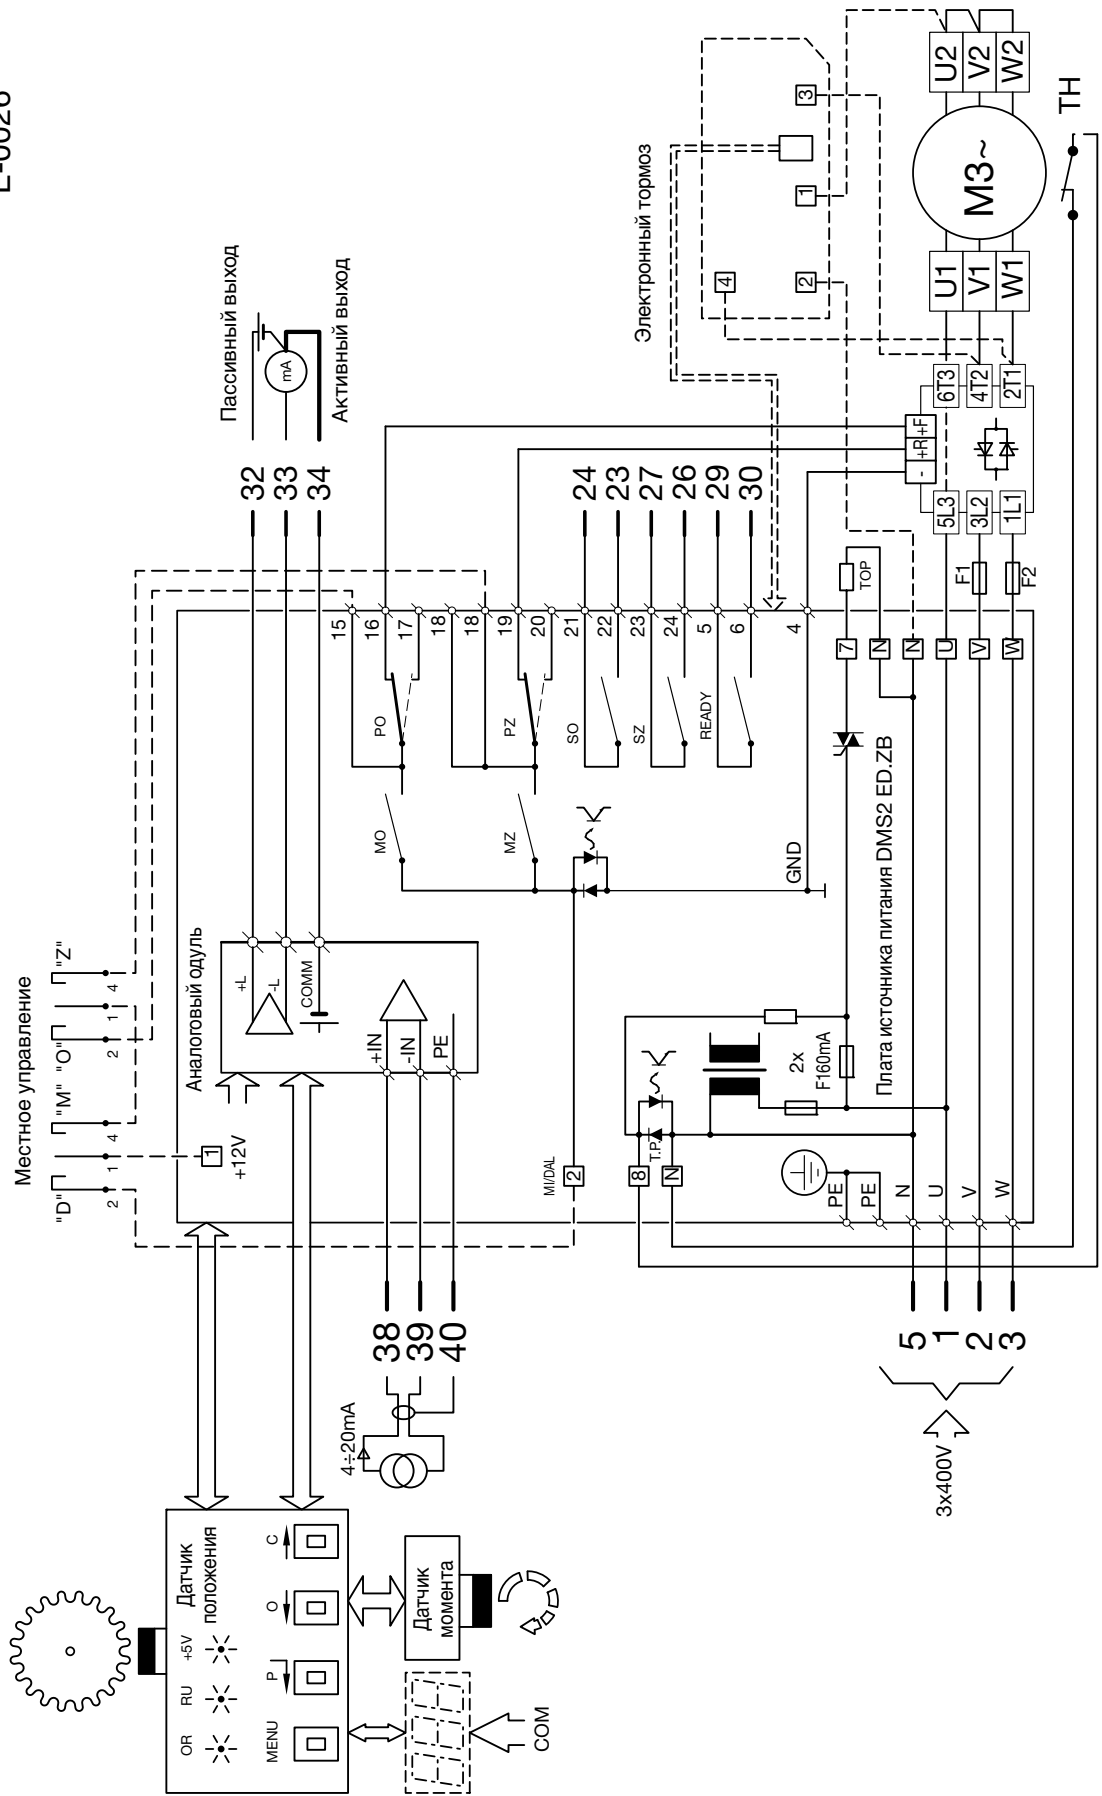 Местное управление
"D"
"M"
"O"
"Z"
2
1
4
2
1
4
Датчик
положения
OR
RU
+5V
MENU
P
O
C
COM
Датчик
момента
4÷20mA
38
39
40
1
+12V
Аналоговый одуль
+L
-L
COMM
+IN
-IN
PE
32
33
34
Пассивный выход
mA
Активный выход
MI/DAL
2
MO
MZ
PO
PZ
SO
SZ
READY
GND
15
16
17
18
18
19
20
21
22
23
24
5
6
4
24
23
27
26
29
30
Электронный тормоз
1
2
3
4
8
N
T.P.
2x
F160mA
Плата источника питания DMS2 ED.ZB
PE
PE
N
U
V
W
7
N
N
U
V
W
TOP
F1
F2
-
+R
+F
5L3
3L2
1L1
6T3
4T2
2T1
U1
V1
W1
M3~
U2
V2
W2
TH
3x400V
5
1
2
3